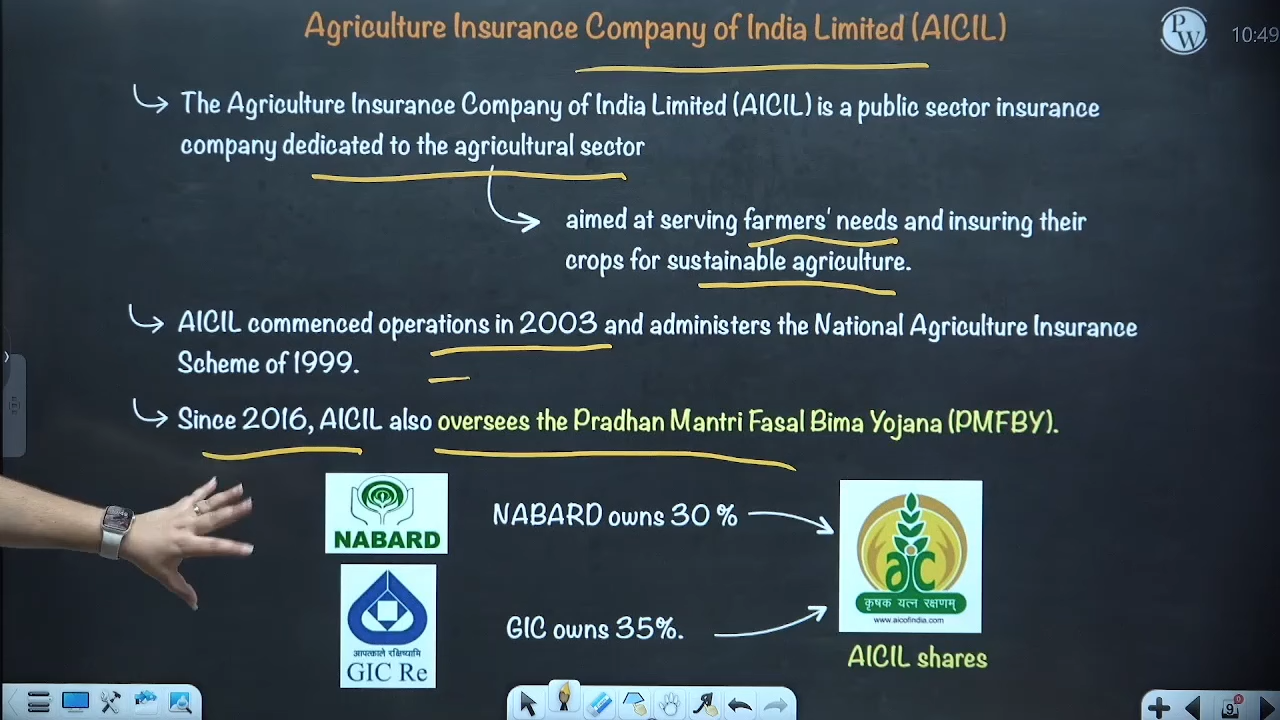 Agriculture Insurance Company of India Limited (AICIL)
PW
10:49
The Agriculture Insurance Company of India Limited (AICIL) is a public sector insurance
company dedicated to the agricultural sector
aimed at serving farmers' needs and insuring their
crops for sustainable agriculture.
AICIL commenced operations in 2003 and administers the National Agriculture Insurance
Scheme of 1999.
Since 2016, AICIL also oversees the Pradhan Mantri Fasal Bima Yojana (PMFBY).
NABARD
NABARD owns 30 %
aic
कृषक यत्न रक्षणम्
www.aicofindia.com
GIC owns 35%.
आपत्काले रक्षिष्यामि
GIC Re
AICIL shares
9